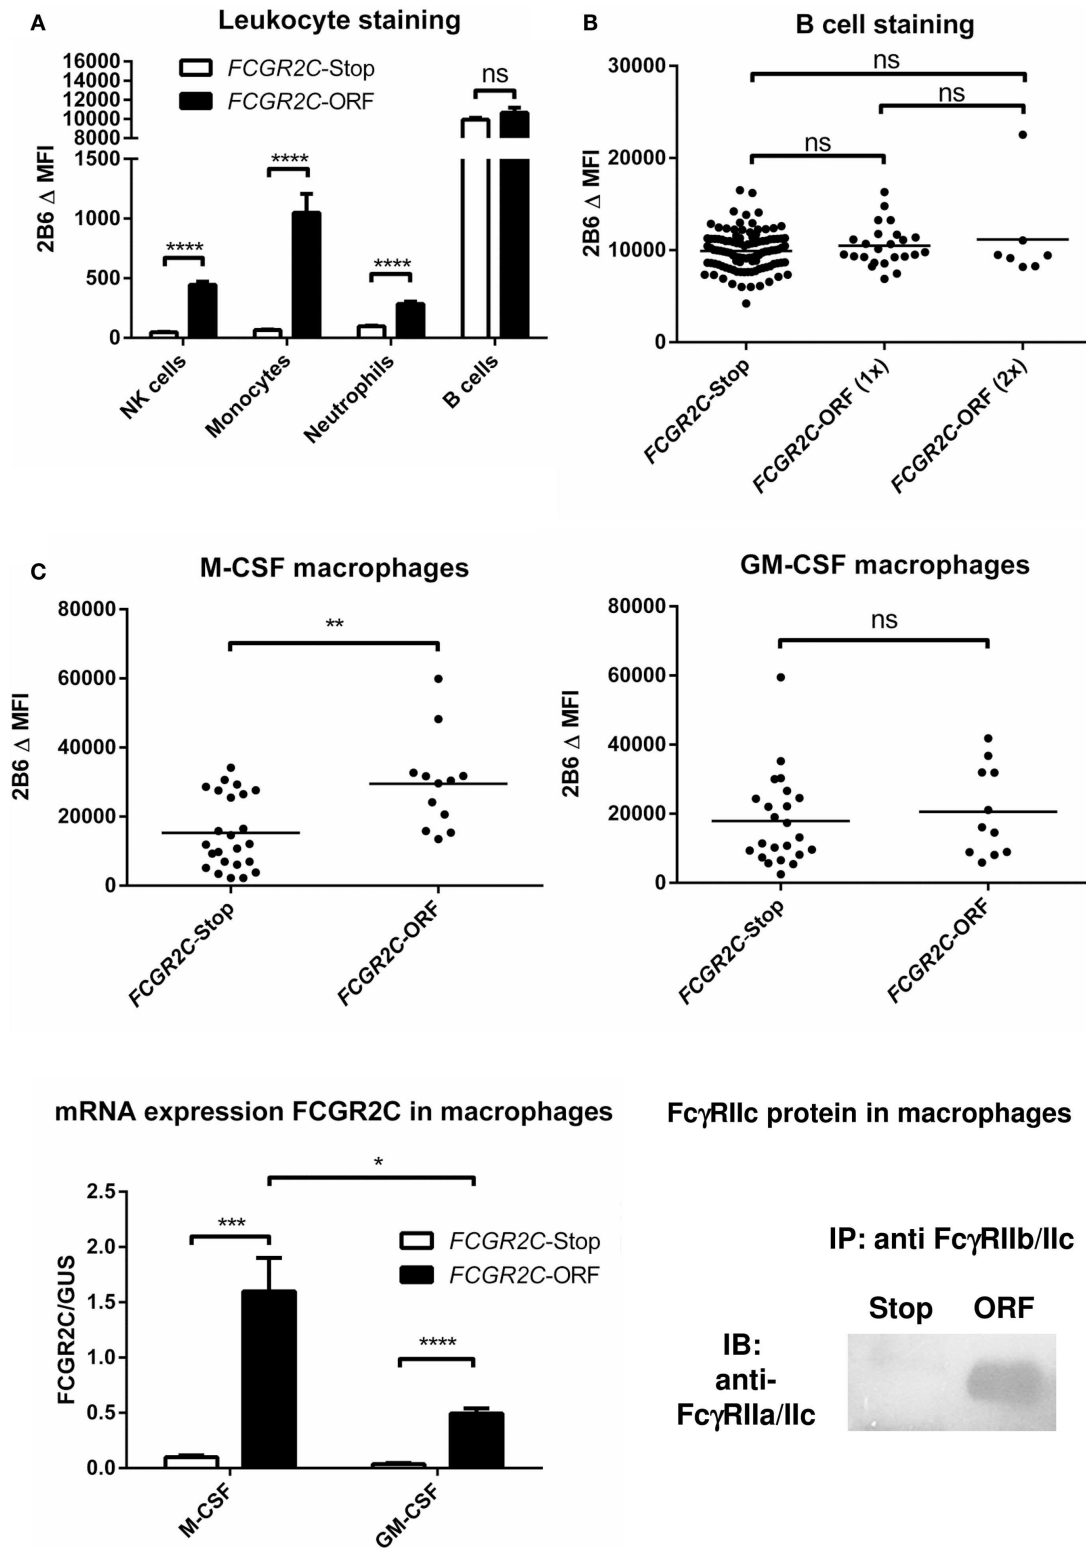 A
Leukocyte staining
16000
14000
12000
10000
8000
1500
1000
500
0
2B6 Δ MFI
FCGR2C-Stop
FCGR2C-ORF
****
****
****
ns
NK cells
Monocytes
Neutrophils
B cells
B
B cell staining
30000
20000
10000
0
2B6 Δ MFI
ns
ns
ns
FCGR2C-Stop
FCGR2C-ORF (1x)
FCGR2C-ORF (2x)
C
M-CSF macrophages
80000
60000
40000
20000
0
2B6 Δ MFI
**
FCGR2C-Stop
FCGR2C-ORF
GM-CSF macrophages
80000
60000
40000
20000
0
2B6 Δ MFI
ns
FCGR2C-Stop
FCGR2C-ORF
mRNA expression FCGR2C in macrophages
2.5
2.0
1.5
1.0
0.5
0.0
FCGR2C/GUS
*
***
****
FCGR2C-Stop
FCGR2C-ORF
M-CSF
GM-CSF
FcγRIIc protein in macrophages
IP: anti FcγRIIb/IIc
Stop ORF
IB:
anti-
FcγRIIa/IIc